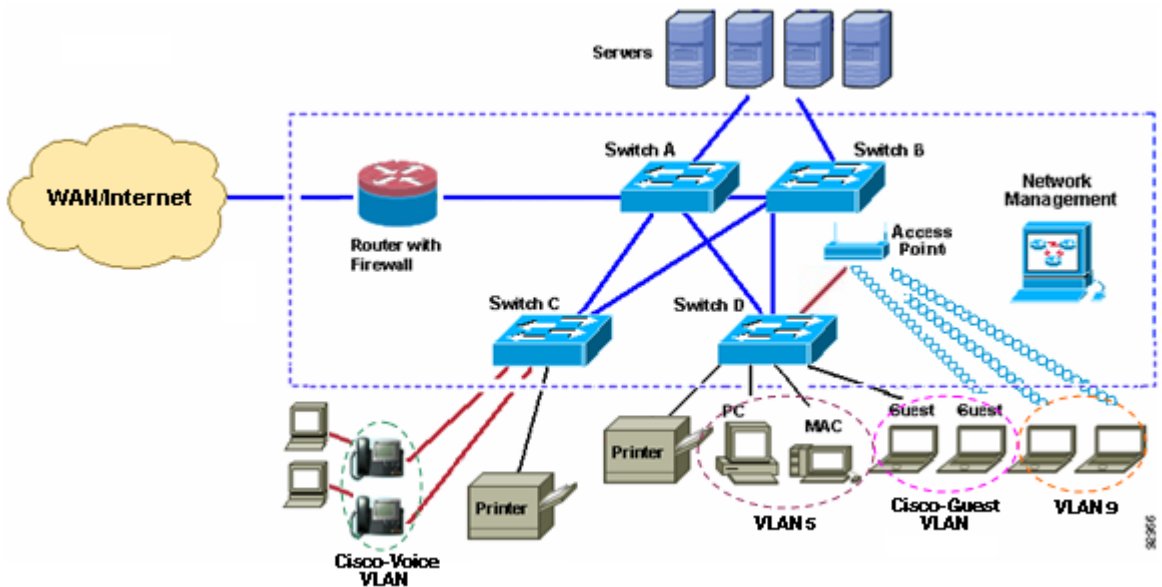 Servers
Switch A
Switch B
WAN/Internet
Network
Management
Access
Point
Router with
Firewall
Switch C
Switch D
PC
Guest
Guest
MAC
Printer
Printer
VLAN 5
Cisco-Guest
VLAN
VLAN 9
Cisco-Voice
VLAN